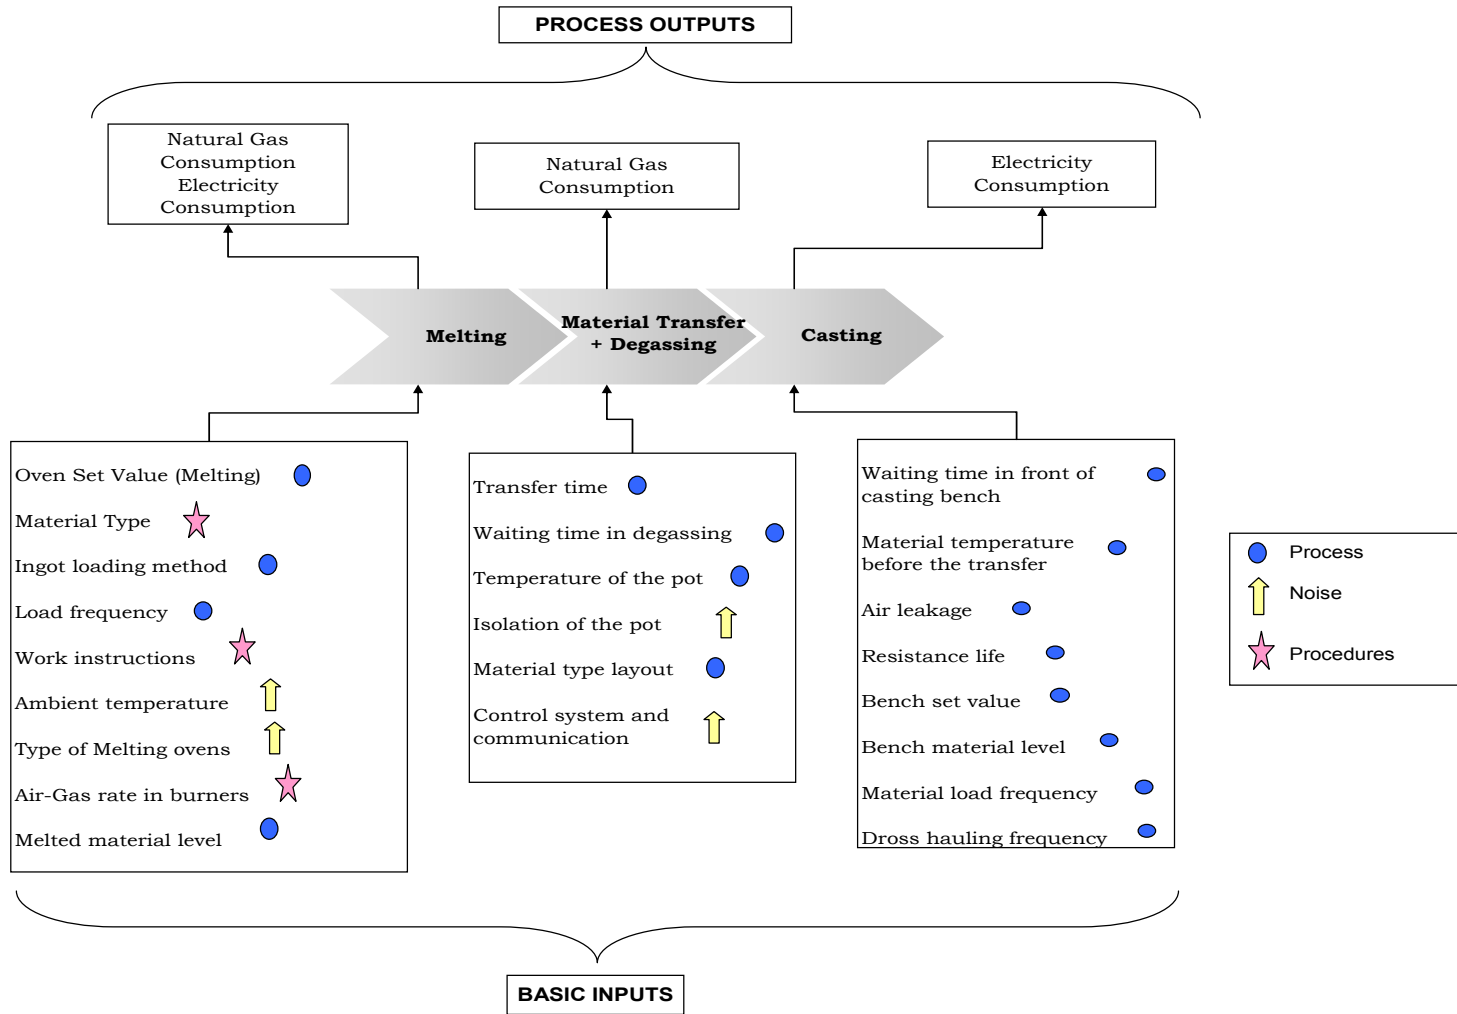 PROCESS OUTPUTS
Natural Gas
Consumption
Electricity
Consumption
Natural Gas
Consumption
Electricity
Consumption
Melting
Material Transfer
+ Degassing
Casting
Oven Set Value (Melting)
Material Type
Ingot loading method
Load frequency
Work instructions
Ambient temperature
Type of Melting ovens
Air-Gas rate in burners
Melted material level
Transfer time
Waiting time in degassing
Temperature of the pot
Isolation of the pot
Material type layout
Control system and
communication
Waiting time in front of
casting bench
Material temperature
before the transfer
Air leakage
Resistance life
Bench set value
Bench material level
Material load frequency
Dross hauling frequency
Process
Noise
Procedures
BASIC INPUTS